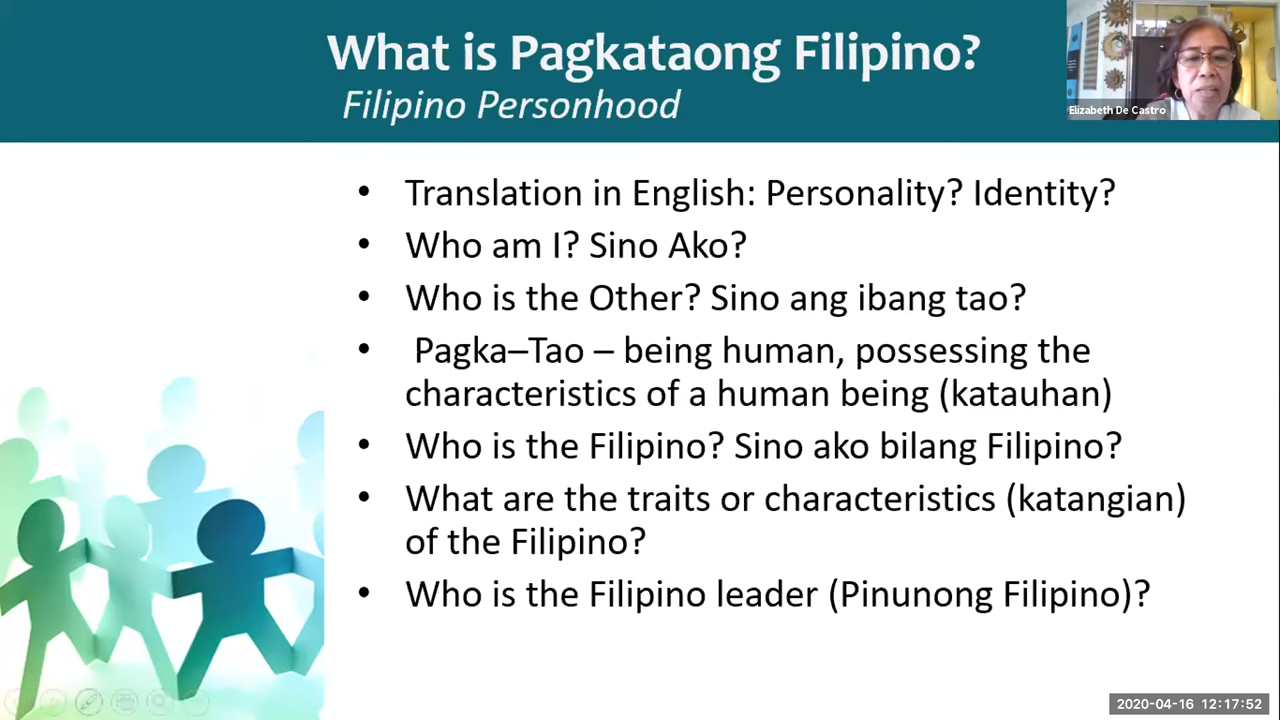 What is Pagkataong Filipino?
Filipino Personhood
Elizabeth De Castro
• Translation in English: Personality? Identity?
• Who am I? Sino Ako?
• Who is the Other? Sino ang ibang tao?
• Pagka–Tao – being human, possessing the
characteristics of a human being (katauhan)
• Who is the Filipino? Sino ako bilang Filipino?
• What are the traits or characteristics (katangian)
of the Filipino?
• Who is the Filipino leader (Pinunong Filipino)?
2020-04-16 12:17:52